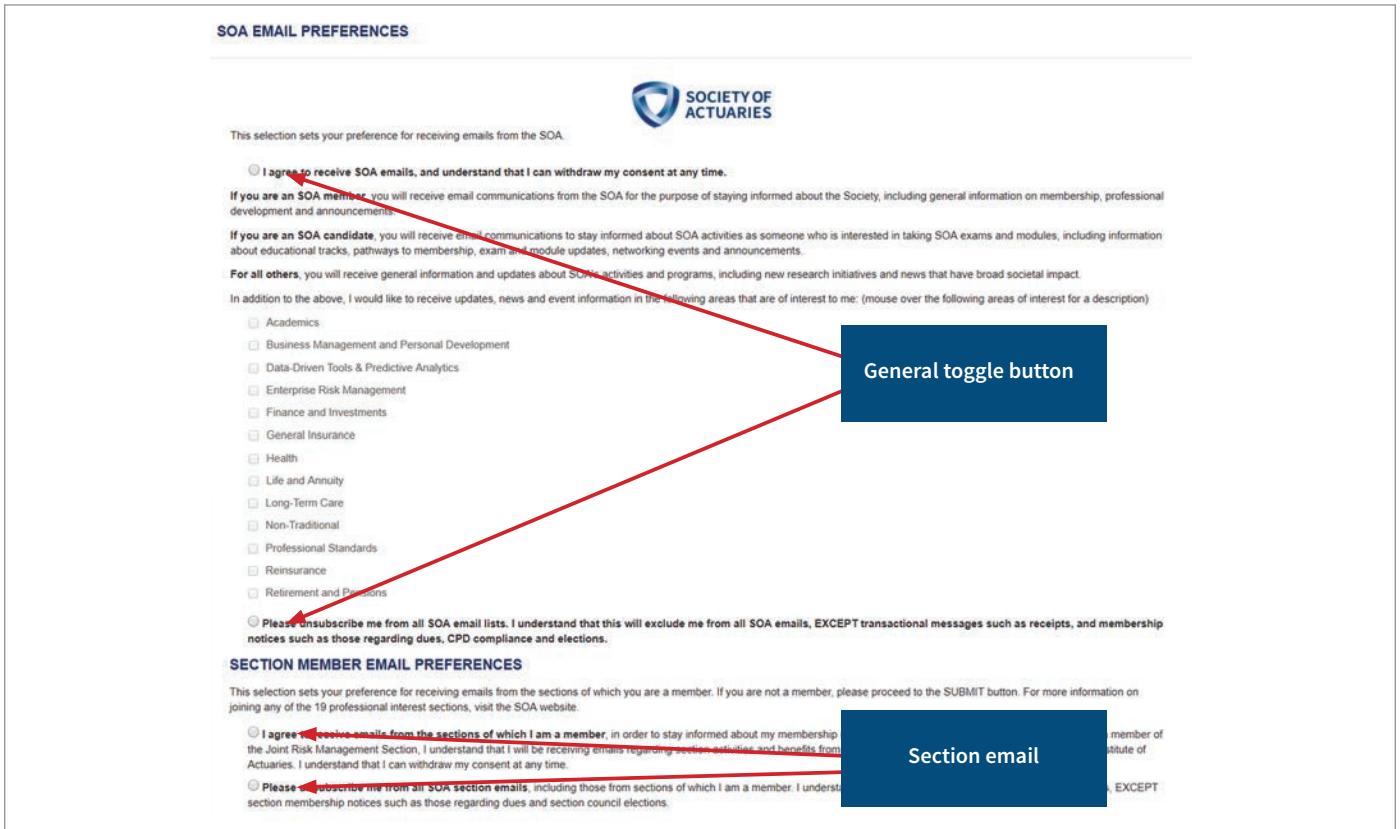 SOA EMAIL PREFERENCES
SOCIETY OF
ACTUARIES
This selection sets your preference for receiving emails from the SOA.
I agree to receive SOA emails, and understand that I can withdraw my consent at any time.
If you are an SOA member, you will receive email communications from the SOA for the purpose of staying informed about the Society, including general information on membership, professional
development and announcements.
If you are an SOA candidate, you will receive email communications to stay informed about SOA activities as someone who is interested in taking SOA exams and modules, including information
about educational tracks, pathways to membership, exam and module updates, networking events and announcements.
For all others, you will receive general information and updates about SOA's activities and programs, including new research initiatives and news that have broad societal impact.
In addition to the above, I would like to receive updates, news and event information in the following areas that are of interest to me: (mouse over the following areas of interest for a description)
Academics
Business Management and Personal Development
Data-Driven Tools & Predictive Analytics
Enterprise Risk Management
Finance and Investments
General Insurance
Health
Life and Annuity
Long-Term Care
Non-Traditional
Professional Standards
Reinsurance
Retirement and Pensions
General toggle button
Please unsubscribe me from all SOA email lists. I understand that this will exclude me from all SOA emails, EXCEPT transactional messages such as receipts, and membership
notices such as those regarding dues, CPD compliance and elections.
SECTION MEMBER EMAIL PREFERENCES
This selection sets your preference for receiving emails from the sections of which you are a member. If you are not a member, please proceed to the SUBMIT button. For more information on
joining any of the 19 professional interest sections, visit the SOA website.
I agree to receive emails from the sections of which I am a member, in order to stay informed about my membership member of
the Joint Risk Management Section, I understand that I will be receiving emails regarding section activities and benefits from stitute of
Actuaries. I understand that I can withdraw my consent at any time.
Please unsubscribe me from all SOA section emails, including those from sections of which I am a member. I , EXCEPT
section membership notices such as those regarding dues and section council elections.
Section email